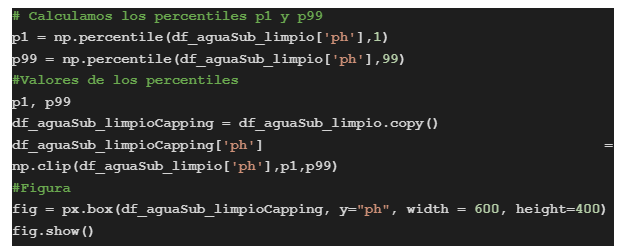 # Calculamos los percentiles p1 y p99
p1 = np.percentile(df_aguaSub_limpio['ph'],1)
p99 = np.percentile(df_aguaSub_limpio['ph'],99)
#Valores de los percentiles
p1, p99
df_aguaSub_limpioCapping = df_aguaSub_limpio.copy()
df_aguaSub_limpioCapping['ph'] =
np.clip(df_aguaSub_limpio['ph'],p1,p99)
#Figura
fig = px.box(df_aguaSub_limpioCapping, y="ph", width = 600, height=400)
fig.show()